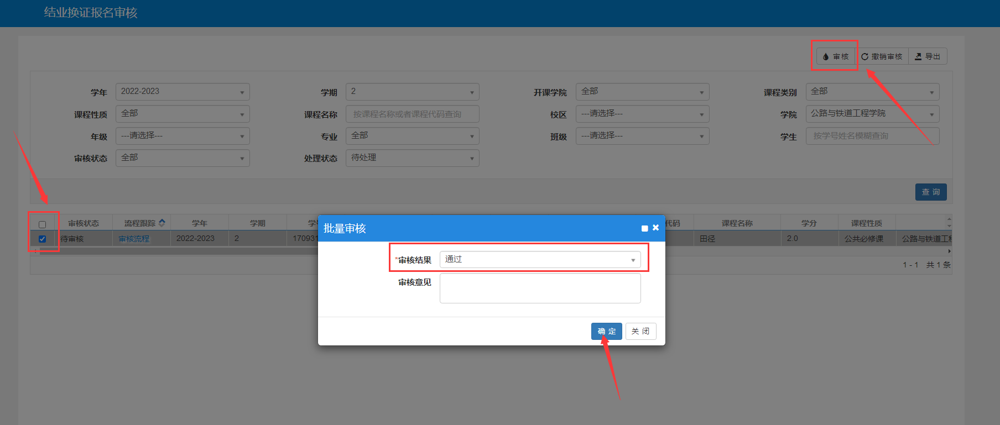 结业换证报名审核
审核 撤销审核 导出
学年 2022-2023 学期 2 开课学院 全部 课程类别 全部
课程性质 全部 课程名称 按课程名称或者课程代码查询 校区 ---请选择--- 学院 公路与铁道工程学院
年级 ---请选择--- 专业 全部 班级 ---请选择--- 学生 按学号姓名模糊查询
审核状态 全部 处理状态 待处理
查 询
审核状态 流程跟踪 学年 学期 代码 课程名称 学分 课程性质
待审核 审核流程 2022-2023 2 170931 田径 2.0 公共必修课 公路与铁道工程
1 - 1 共 1 条
批量审核
*审核结果 通过
审核意见
确 定 关 闭